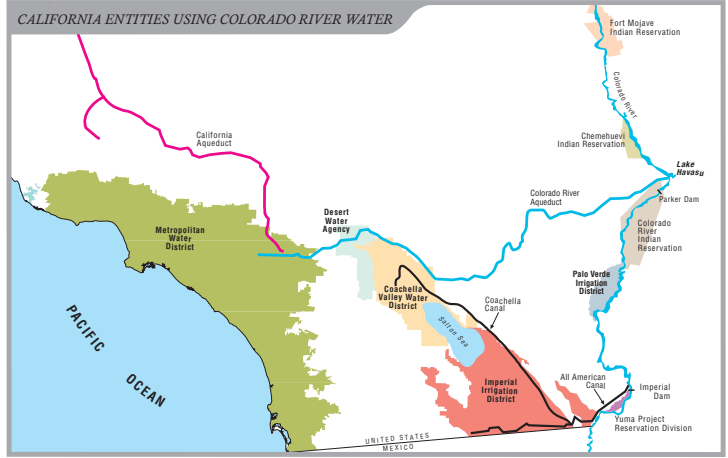 CALIFORNIA ENTITIES USING COLORADO RIVER WATER
Fort Mojave
Indian Reservation
Colorado River
California
Aqueduct
Chemehuevi
Indian Reservation
Lake
Havasu
Parker Dam
Colorado River
Aqueduct
Desert
Water
Agency
Metropolitan
Water
District
Colorado
River
Indian
Reservation
Palo Verde
Irrigation
District
Coachella
Valley Water
District
Coachella
Canal
Salton Sea
PACIFIC
OCEAN
Imperial
Irrigation
District
All American
Canal
Imperial
Dam
Yuma Project
Reservation Division
UNITED STATES
MEXICO